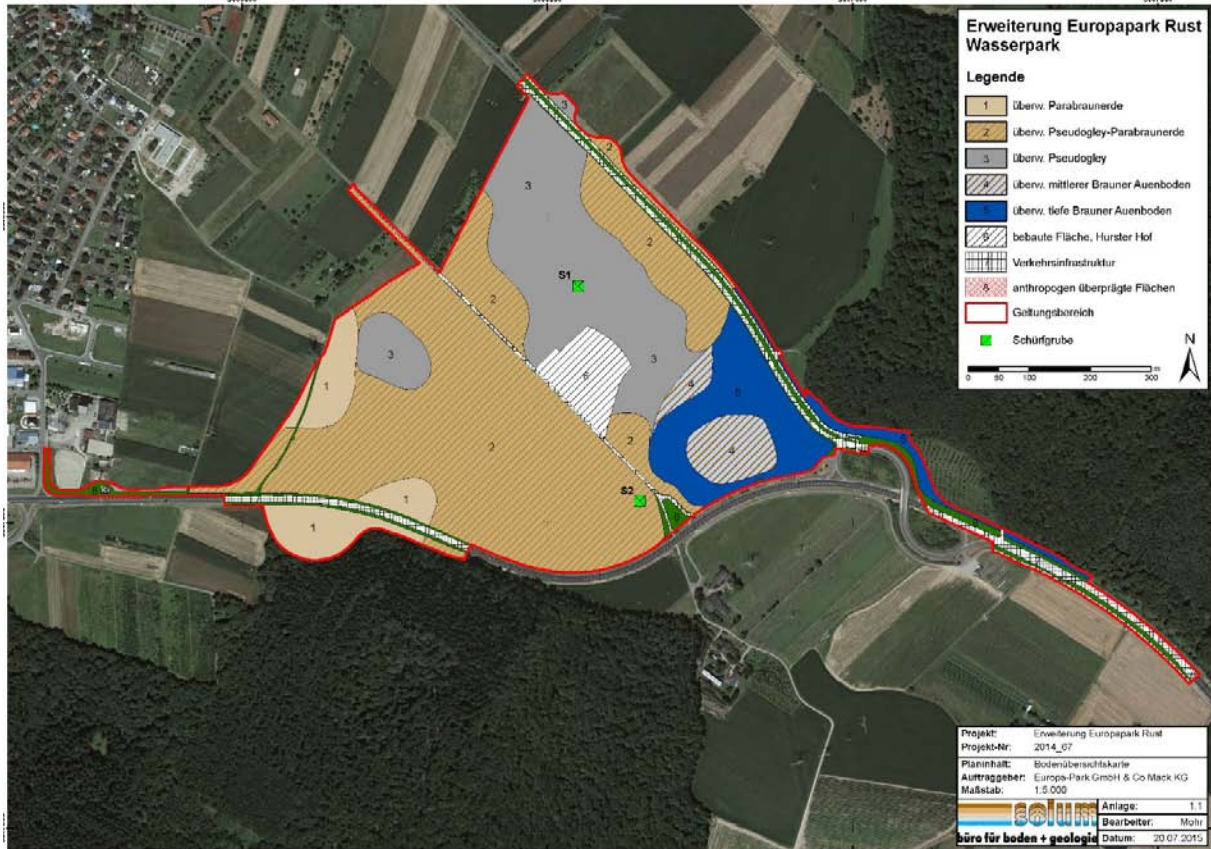 Erweiterung Europapark Rust
Wasserpark
Legende
1 überw. Parabraunerde
2 überw. Pseudogley-Parabraunerde
3 überw. Pseudogley
4 überw. mittlerer Brauner Auenboden
5 überw. tiefe Brauner Auenboden
6 bebaute Fläche, Hurster Hof
7 Verkehrsinfrastruktur
8 anthropogen überprägte Flächen
Geltungsbereich
Schürfgrube
N
0 50 100 200 300 m
3
2
3
2
S1
2
3
1
3
6
4
5
2
2
4
5
1
S2
1
Projekt: Erweiterung Europapark Rust
Projekt-Nr: 2014_67
Planinhalt: Bodenübersichtskarte
Auftraggeber: Europa-Park GmbH & Co Mack KG
Maßstab: 1:5.000
solum
büro für boden + geologie
Anlage: 1.1
Bearbeiter: Mohr
Datum: 20.07.2015